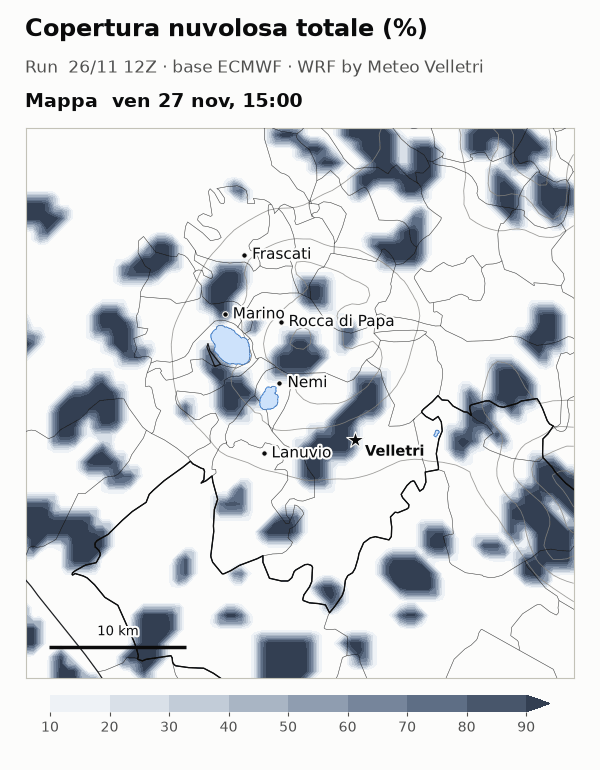 Copertura nuvolosa totale (%)
Run  26/11 12Z · base ECMWF · WRF by Meteo Velletri
Mappa  ven 27 nov, 15:00
Frascati
Marino
Rocca di Papa
Nemi
Velletri
Lanuvio
10 km
10 20 30 40 50 60 70 80 90